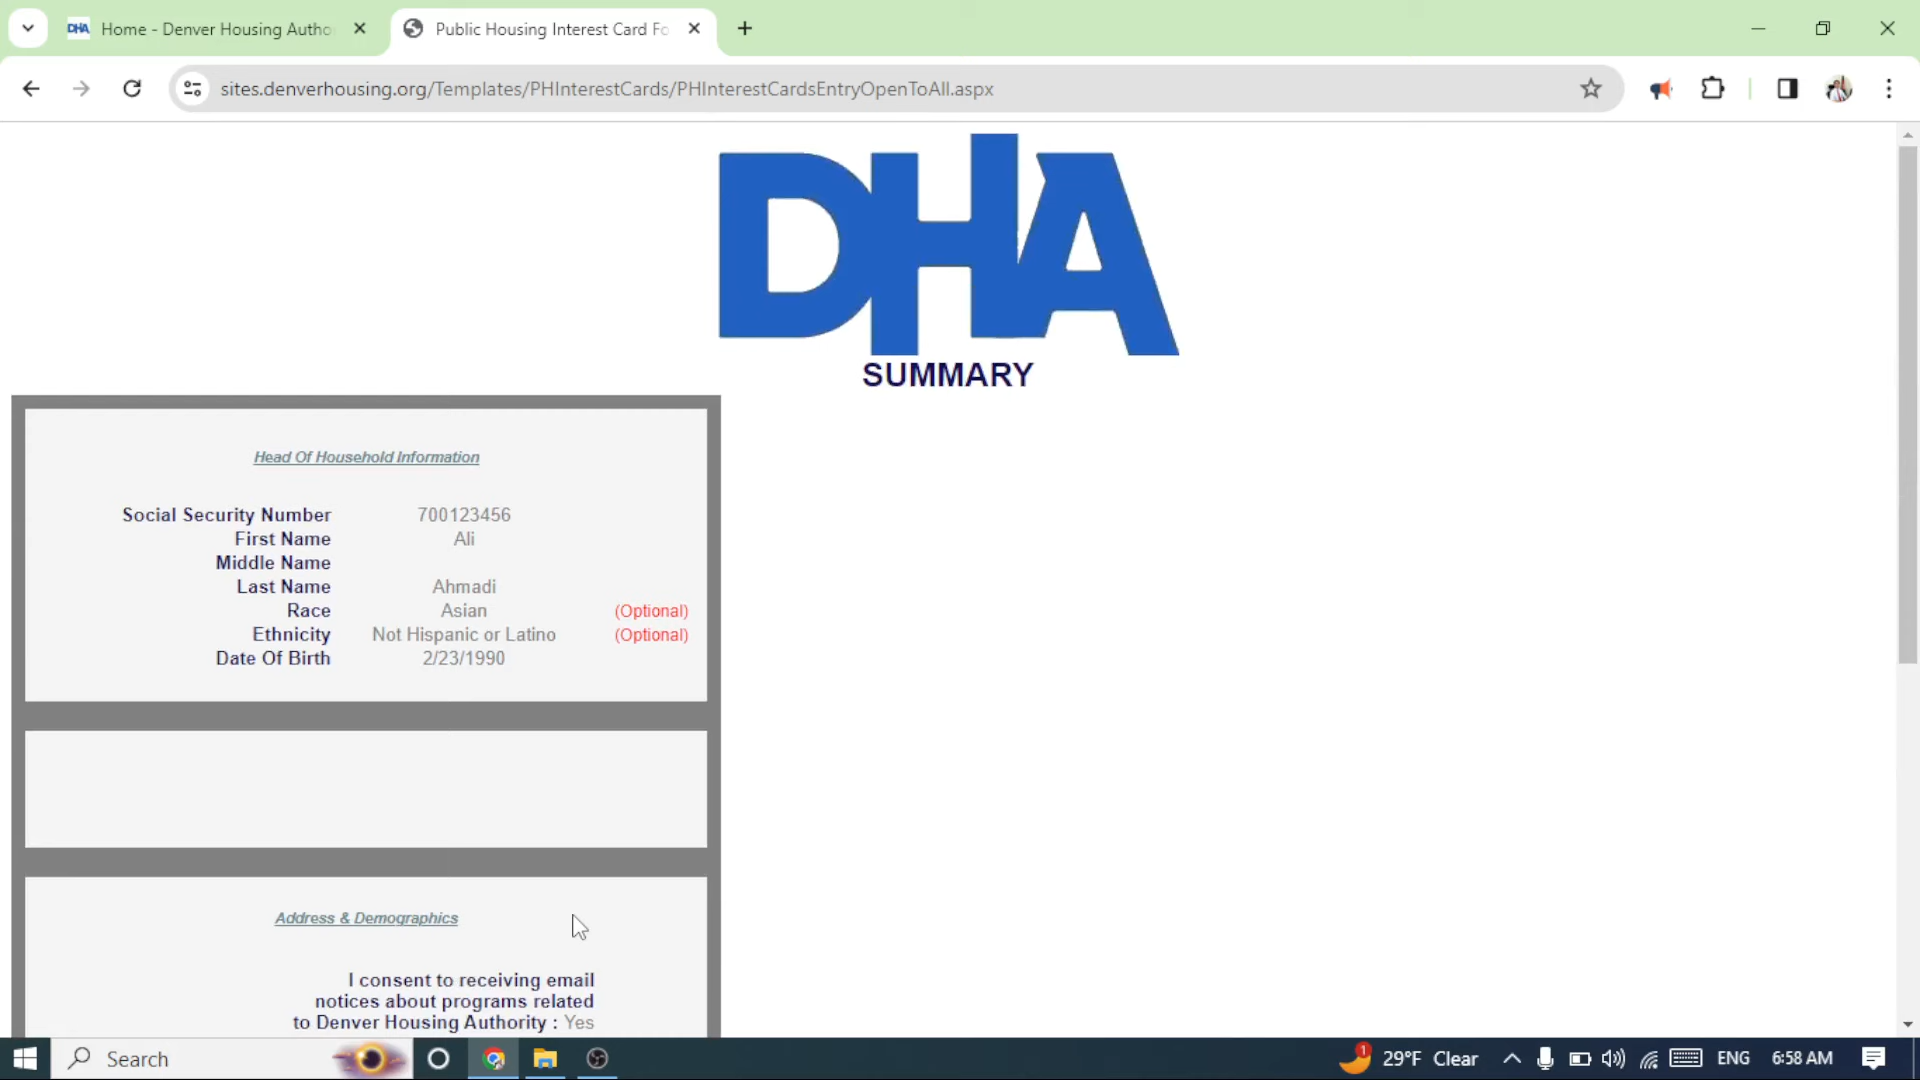 DHA Home - Denver Housing Autho
Public Housing Interest Card Fo
sites.denverhousing.org/Templates/PHInterestCards/PHInterestCardsEntryOpenToAll.aspx
DHA
SUMMARY
Head Of Household Information
Social Security Number 700123456
First Name Ali
Middle Name
Last Name Ahmadi
Race Asian (Optional)
Ethnicity Not Hispanic or Latino (Optional)
Date Of Birth 2/23/1990
Address & Demographics
I consent to receiving email
notices about programs related
to Denver Housing Authority : Yes
Search
1 29°F Clear ENG 6:58 AM